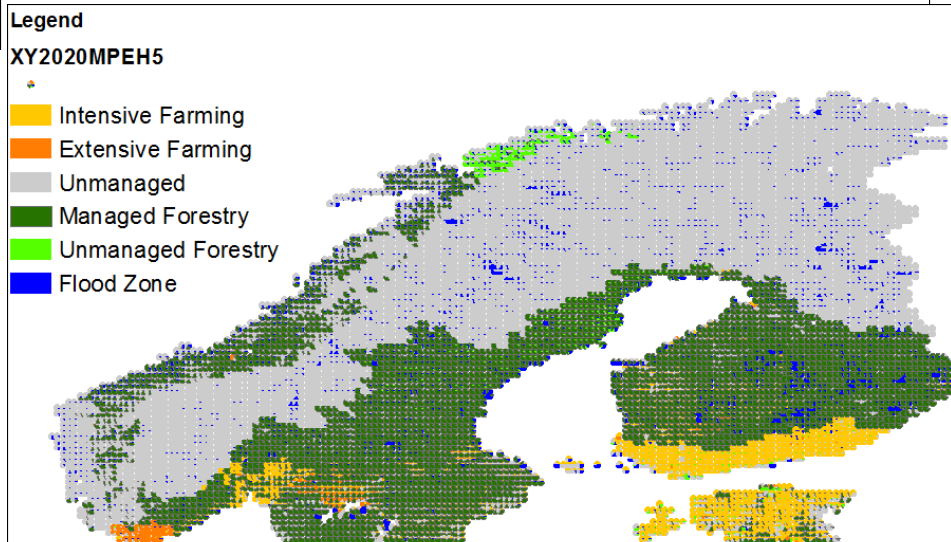 Legend
XY2020MPEH5
Intensive Farming
Extensive Farming
Unmanaged
Managed Forestry
Unmanaged Forestry
Flood Zone